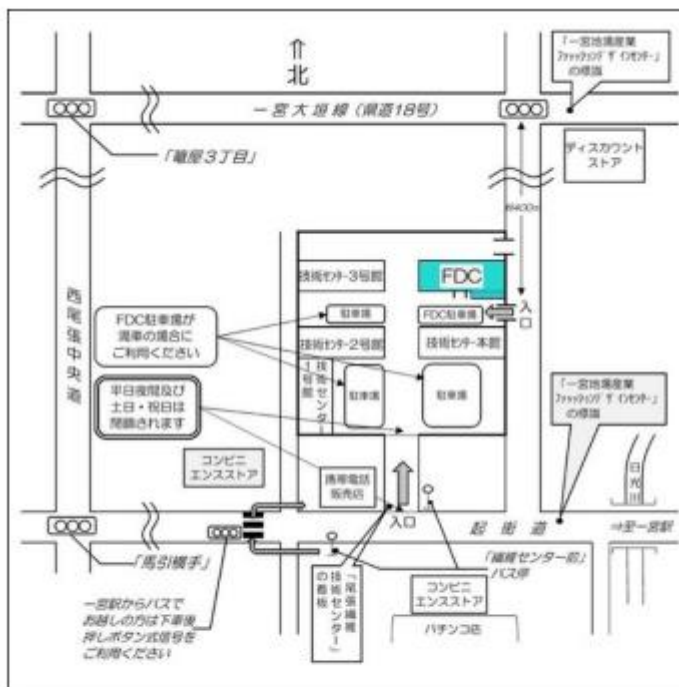 ⇑
北
「一宮地場産業
ファッションデザインセンター」
の標識
一宮大垣線(県道18号)
「篭屋3丁目」
ディスカウント
ストア
約400m
西尾張中央道
技術センター3号館
FDC
駐車場
FDC駐車場
入口
技術センター2号館
技術センター本館
FDC駐車場が
満車の場合に
ご利用ください
技術センター
1号館
駐車場
駐車場
平日夜間及び
土日・祝日は
閉鎖されます
「一宮地場産業
ファッションデザインセンター」
の標識
コンビニ
エンスストア
携帯電話
販売店
日光川
入口
起街道
⇒至一宮駅
「馬引横手」
「繊維センター前」
バス停
一宮駅からバスで
お越しの方は下車後
押しボタン式信号を
ご利用ください
「尾張繊維
技術センター」
の看板
コンビニ
エンスストア
パチンコ店